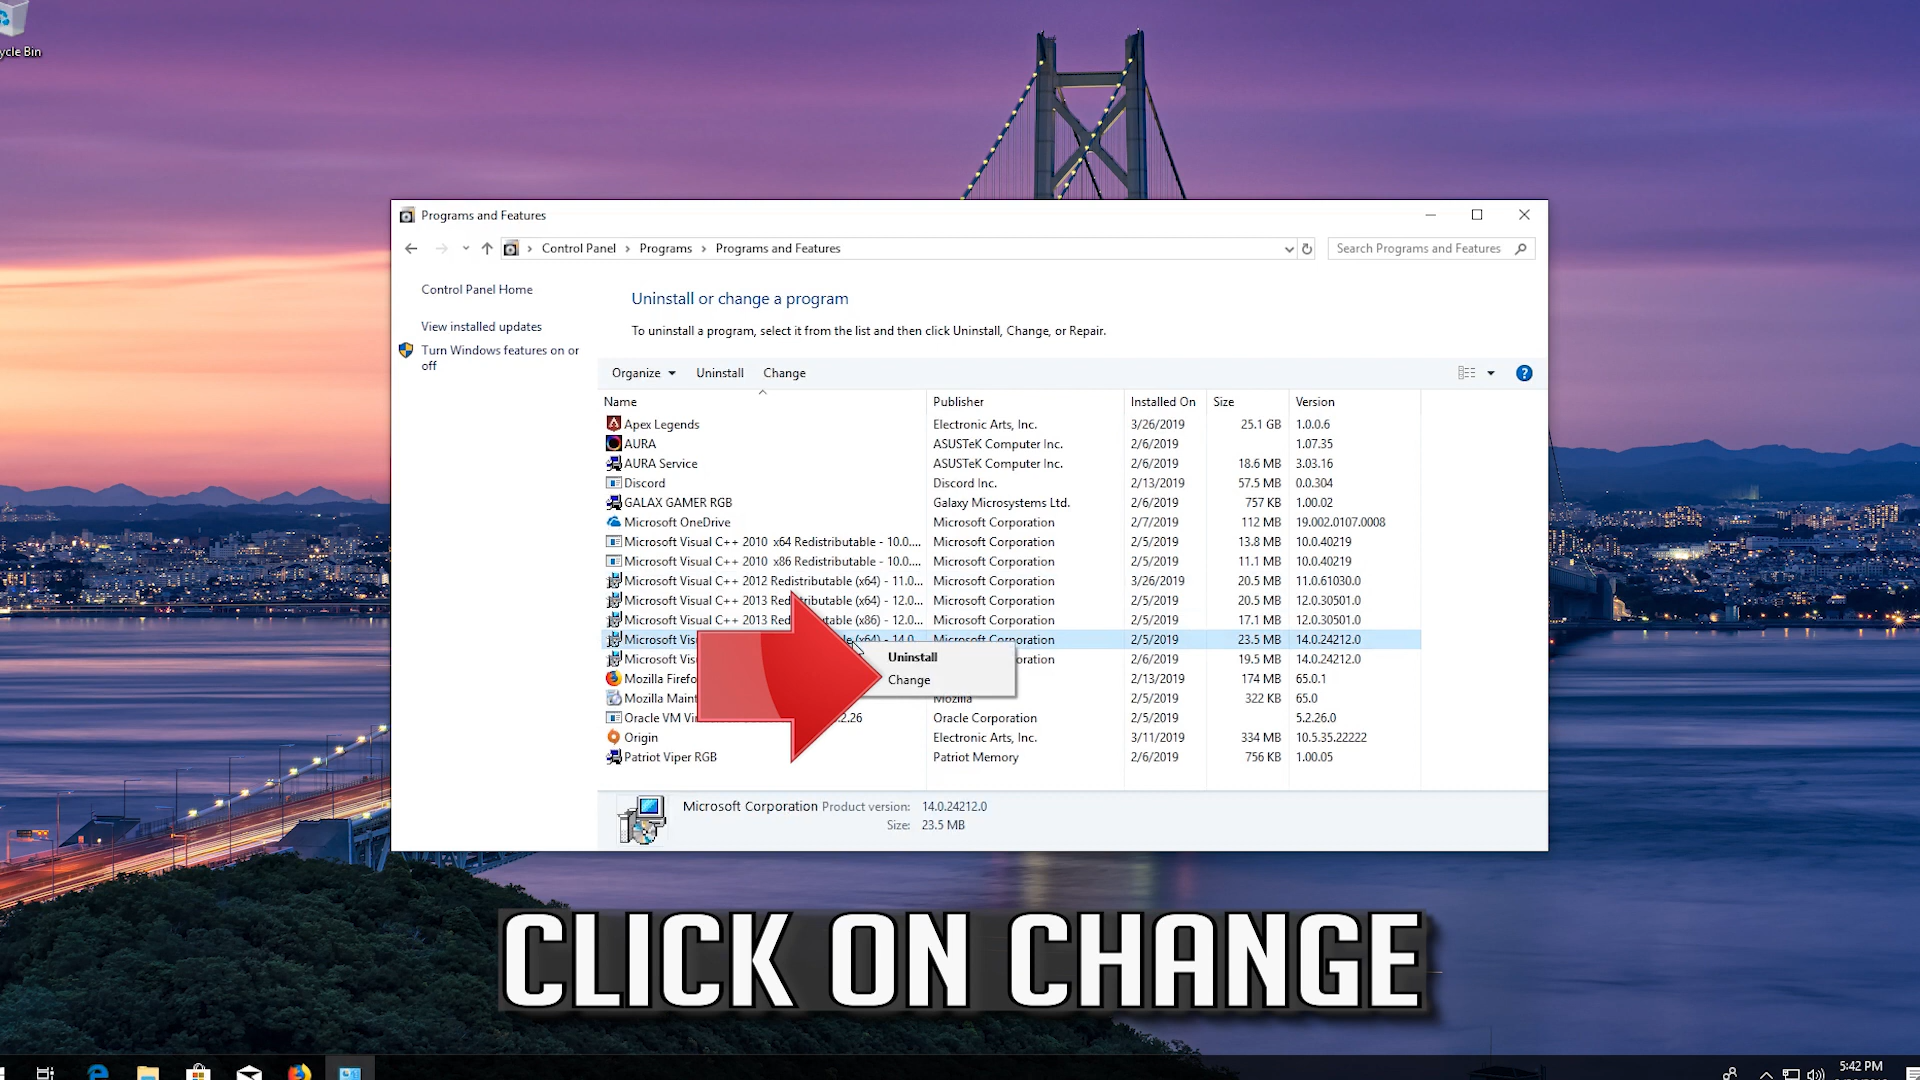 ycle Bin
Programs and Features
Control Panel Programs Programs and Features
Search Programs and Features
Control Panel Home
View installed updates
Turn Windows features on or
off
Uninstall or change a program
To uninstall a program, select it from the list and then click Uninstall, Change, or Repair.
Organize Uninstall Change
Name Publisher Installed On Size Version
Apex Legends Electronic Arts, Inc. 3/26/2019 25.1 GB 1.0.0.6
AURA ASUSTeK Computer Inc. 2/6/2019 1.07.35
AURA Service ASUSTeK Computer Inc. 2/6/2019 18.6 MB 3.03.16
Discord Discord Inc. 2/13/2019 57.5 MB 0.0.304
GALAX GAMER RGB Galaxy Microsystems Ltd. 2/6/2019 757 KB 1.00.02
Microsoft OneDrive Microsoft Corporation 2/7/2019 112 MB 19.002.0107.0008
Microsoft Visual C++ 2010 x64 Redistributable - 10.0.... Microsoft Corporation 2/5/2019 13.8 MB 10.0.40219
Microsoft Visual C++ 2010 x86 Redistributable - 10.0.... Microsoft Corporation 2/5/2019 11.1 MB 10.0.40219
Microsoft Visual C++ 2012 Redistributable (x64) - 11.0... Microsoft Corporation 3/26/2019 20.5 MB 11.0.61030.0
Microsoft Visual C++ 2013 Redistributable (x64) - 12.0... Microsoft Corporation 2/5/2019 20.5 MB 12.0.30501.0
Microsoft Visual C++ 2013 Red (x86) - 12.0... Microsoft Corporation 2/5/2019 17.1 MB 12.0.30501.0
Microsoft Vis (x64) - 14.0... Microsoft Corporation 2/5/2019 23.5 MB 14.0.24212.0
Uninstall
Microsoft Vis oration 2/6/2019 19.5 MB 14.0.24212.0
Change
Mozilla Firefo 2/13/2019 174 MB 65.0.1
Mozilla Maint Mozilla 2/5/2019 322 KB 65.0
Oracle VM Vi .2.26 Oracle Corporation 2/5/2019 5.2.26.0
Origin Electronic Arts, Inc. 3/11/2019 334 MB 10.5.35.22222
Patriot Viper RGB Patriot Memory 2/6/2019 756 KB 1.00.05
Microsoft Corporation Product version: 14.0.24212.0
Size: 23.5 MB
CLICK ON CHANGE
5:42 PM